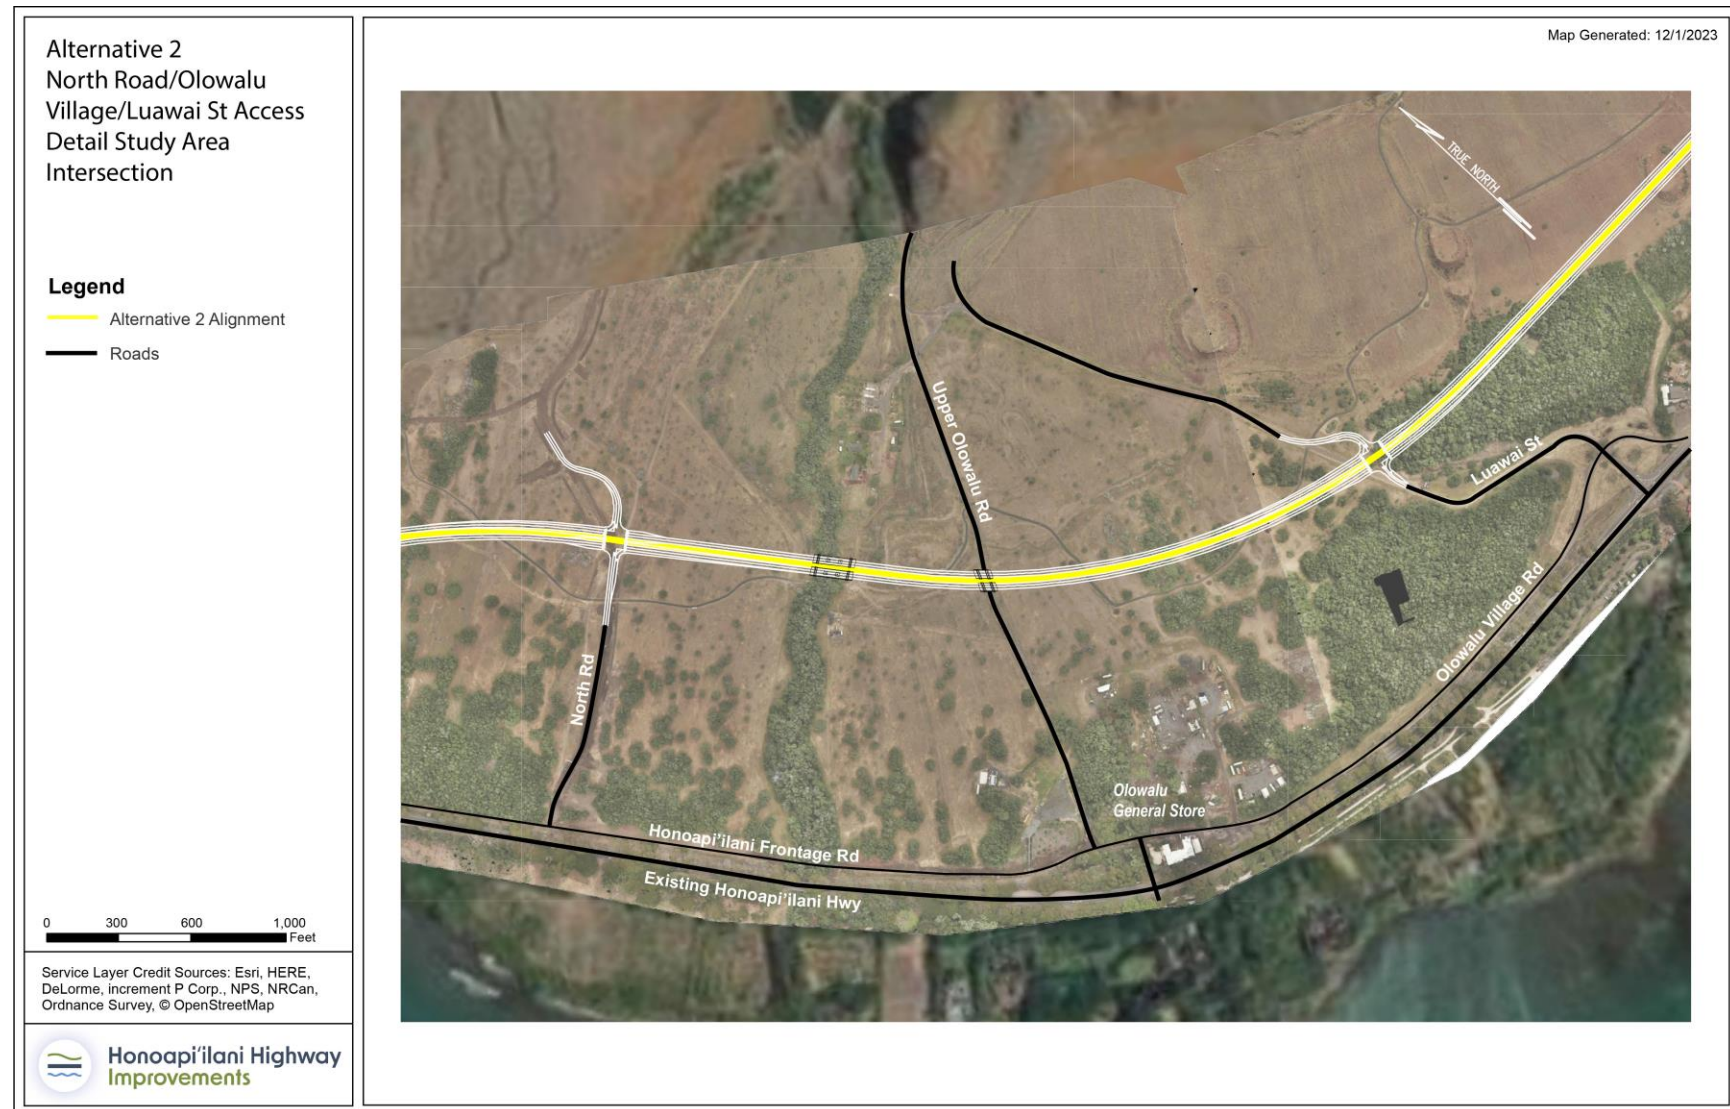 Alternative 2
North Road/Olowalu
Village/Luawai St Access
Detail Study Area
Intersection
Legend
Alternative 2 Alignment
Roads
0 300 600 1,000
Feet
Service Layer Credit Sources: Esri, HERE,
DeLorme, increment P Corp., NPS, NRCan,
Ordnance Survey, © OpenStreetMap
Honoapi‘ilani Highway
Improvements
Map Generated: 12/1/2023
TRUE NORTH
Upper Olowalu Rd
Luawai St
Olowalu Village Rd
North Rd
Olowalu
General Store
Honoapi’ilani Frontage Rd
Existing Honoapi’ilani Hwy